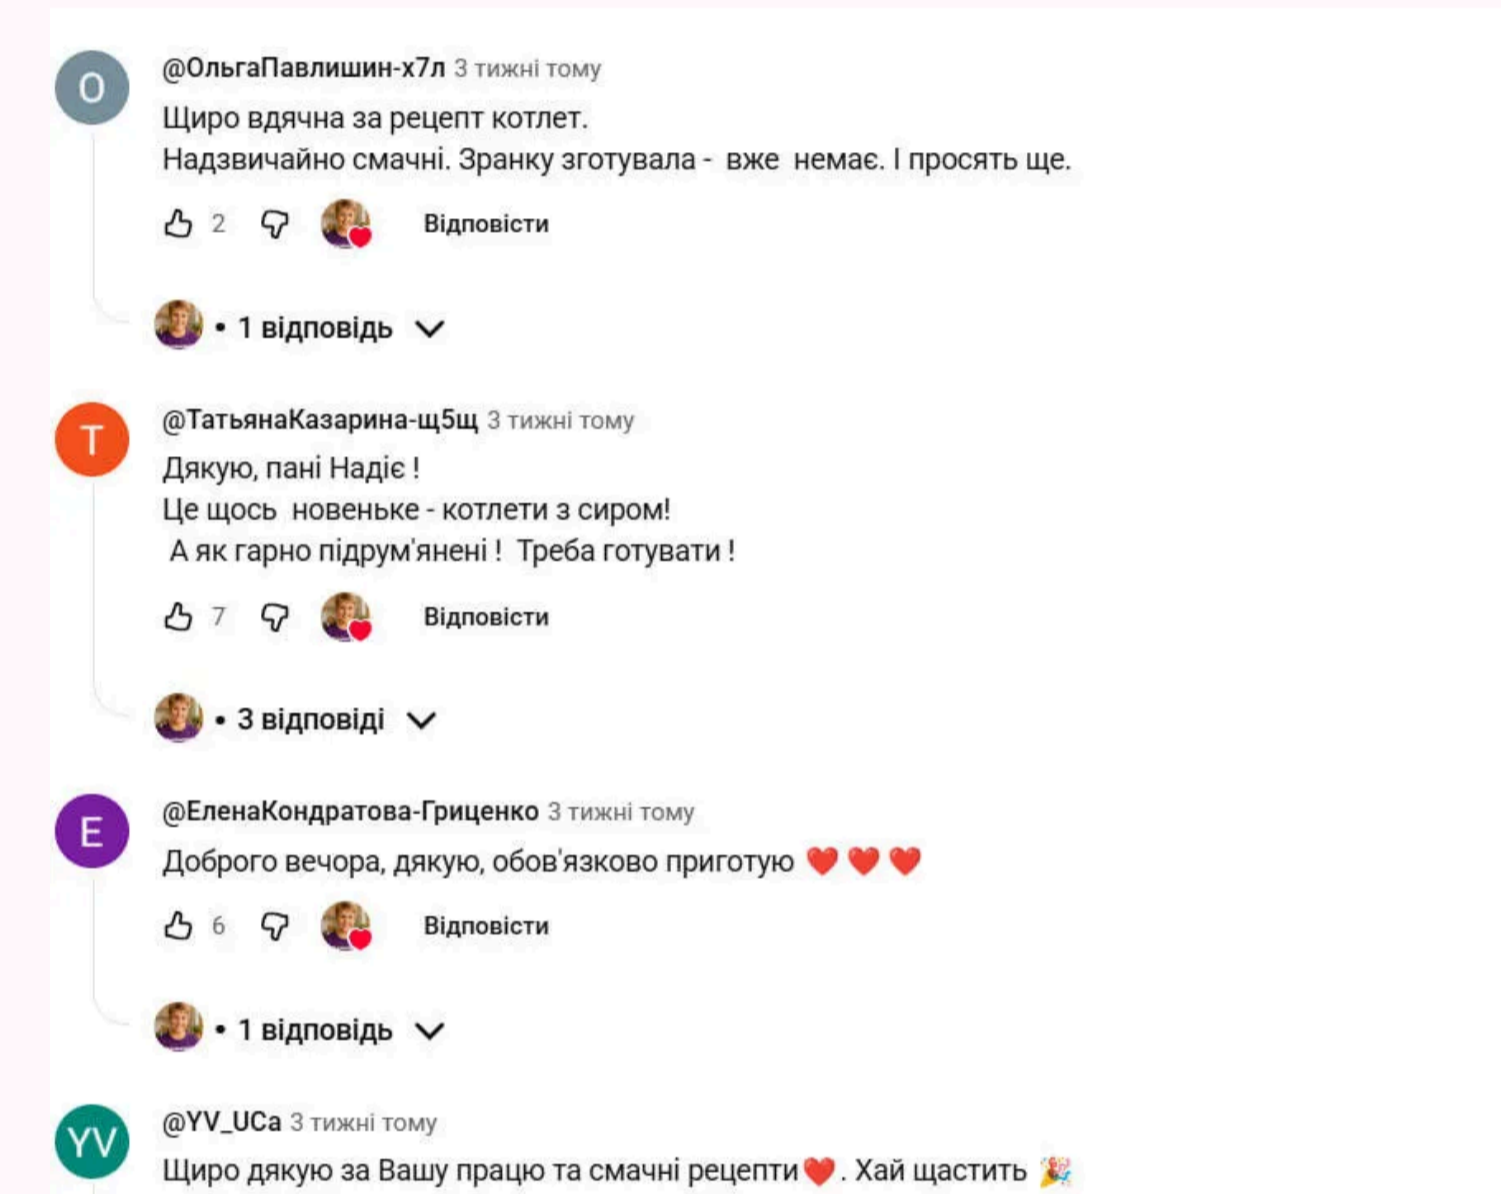 О
@ОльгаПавлишин-х7л 3 тижні тому
Щиро вдячна за рецепт котлет.
Надзвичайно смачні. Зранку зготувала -  вже  немає. І просять ще.
2 Відповісти
• 1 відповідь
Т
@ТатьянаКазарина-щ5щ 3 тижні тому
Дякую, пані Надіє !
Це щось  новеньке - котлети з сиром!
А як гарно підрум'янені !  Треба готувати !
7 Відповісти
• 3 відповіді
Е
@ЕленаКондратова-Гриценко 3 тижні тому
Доброго вечора, дякую, обов'язково приготую ❤️❤️❤️
6 Відповісти
• 1 відповідь
YV
@YV_UCa 3 тижні тому
Щиро дякую за Вашу працю та смачні рецепти❤️. Хай щастить 🎉